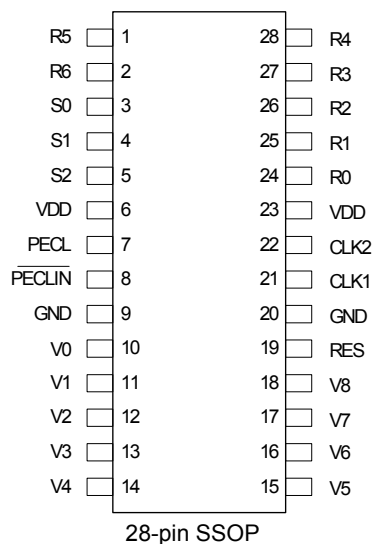 R5 1 28 R4
R6 2 27 R3
S0 3 26 R2
S1 4 25 R1
S2 5 24 R0
VDD 6 23 VDD
PECL 7 22 CLK2
PECLIN 8 21 CLK1
GND 9 20 GND
V0 10 19 RES
V1 11 18 V8
V2 12 17 V7
V3 13 16 V6
V4 14 15 V5
28-pin SSOP